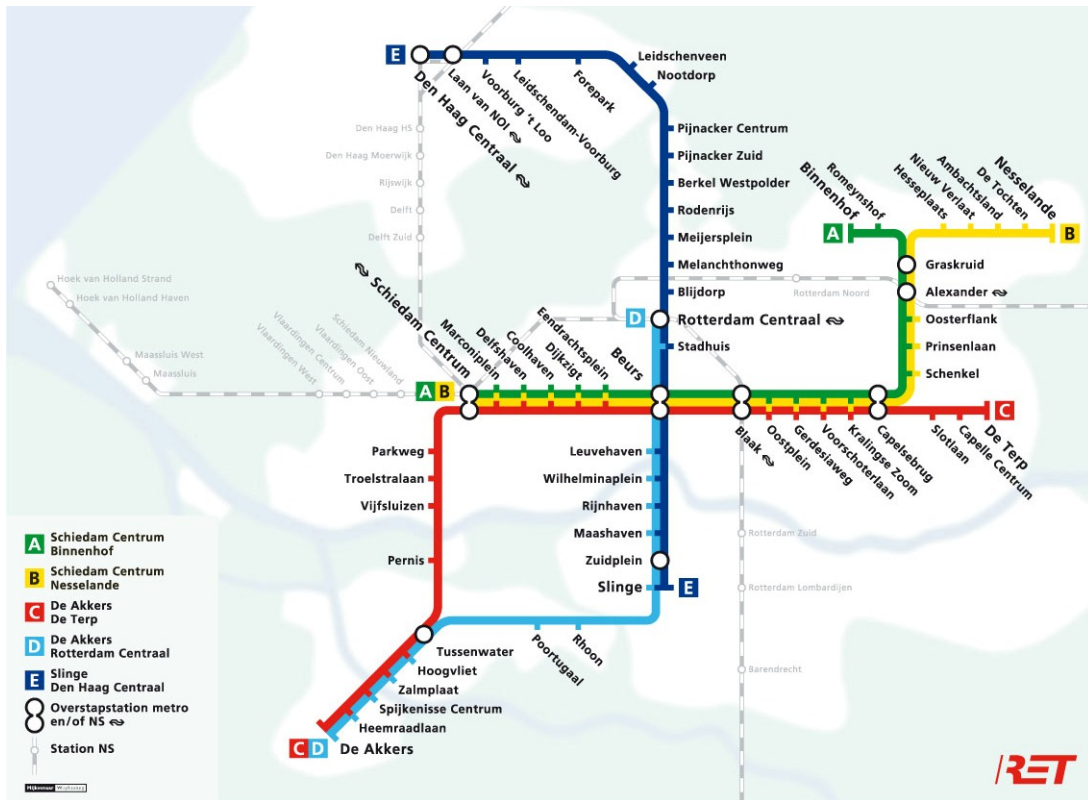 E
Den Haag Centraal
Laan van NOI
Voorburg 't Loo
Leidschendam-Voorburg
Forepark
Leidschenveen
Nootdorp
Pijnacker Centrum
Pijnacker Zuid
Berkel Westpolder
Rodenrijs
Meijersplein
Melanchthonweg
Blijdorp
D
Rotterdam Centraal
Stadhuis
Den Haag HS
Den Haag Moerwijk
Rijswijk
Delft
Delft Zuid
Hoek van Holland Strand
Hoek van Holland Haven
Maassluis West
Maassluis
Vlaardingen West
Vlaardingen Centrum
Vlaardingen Oost
Schiedam Nieuwland
A B
Schiedam Centrum
Marconiplein
Delfshaven
Coolhaven
Dijkzigt
Eendrachtsplein
Beurs
Rotterdam Noord
A
Binnenhof
Romeynshof
Hesseplaats
Nieuw Verlaat
Ambachtsland
De Tochten
Nesselande
B
Graskruid
Alexander
Oosterflank
Prinsenlaan
Schenkel
Blaak
Oostplein
Gerdesiaweg
Voorschoterlaan
Kralingse Zoom
Capelsebrug
Slotlaan
Capelle Centrum
De Terp
C
Parkweg
Troelstralaan
Vijfsluizen
Pernis
Leuvehaven
Wilhelminaplein
Rijnhaven
Maashaven
Zuidplein
Slinge
E
Rotterdam Zuid
Rotterdam Lombardijen
Barendrecht
Tussenwater
Hoogvliet
Zalmplaat
Spijkenisse Centrum
Heemraadlaan
C D
De Akkers
Poortugaal
Rhoon
A
Schiedam Centrum
Binnenhof
B
Schiedam Centrum
Nesselande
C
De Akkers
De Terp
D
De Akkers
Rotterdam Centraal
E
Slinge
Den Haag Centraal
Overstapstation metro
en/of NS
Station NS
RET